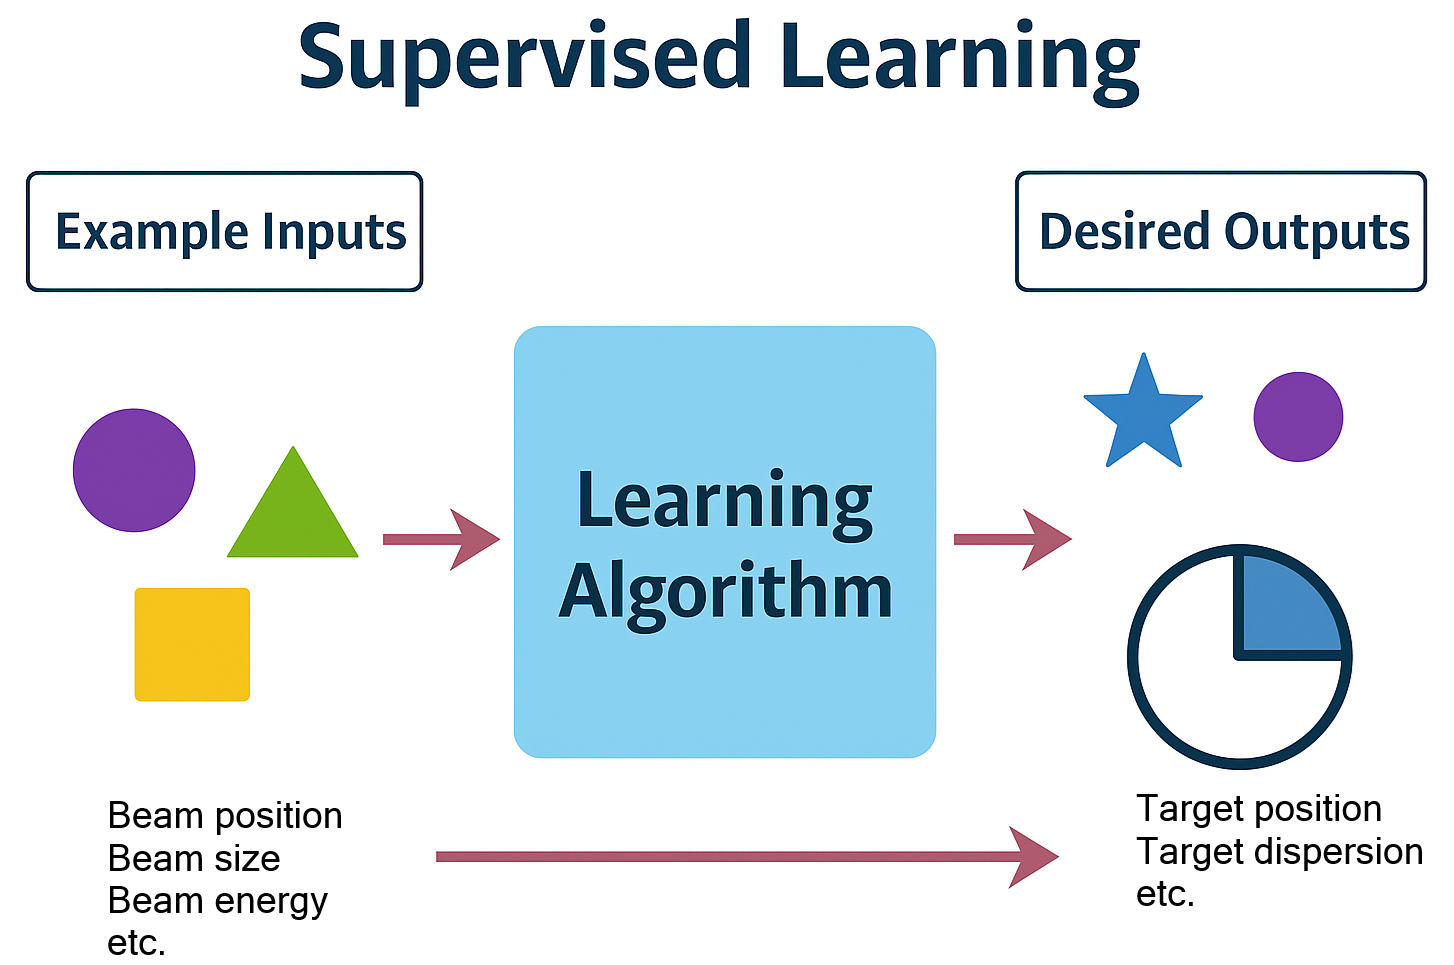 Supervised Learning
Example Inputs
Desired Outputs
Learning
Algorithm
Beam position
Beam size
Beam energy
etc.
Target position
Target dispersion
etc.